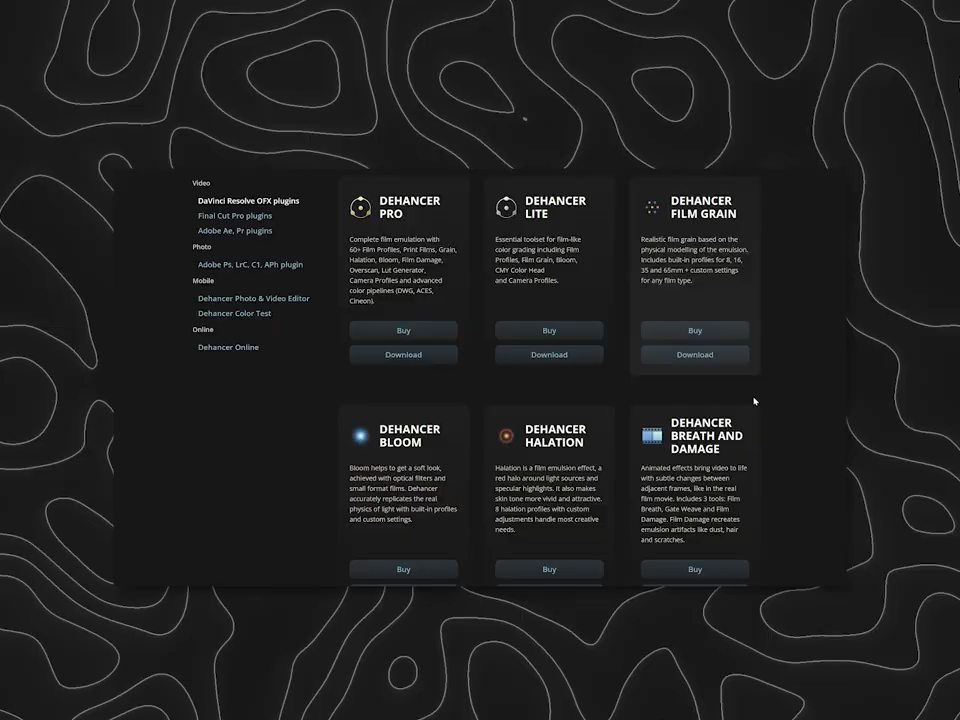 Video
DaVinci Resolve OFX plugins
Final Cut Pro plugins
Adobe Ae, Pr plugins
Photo
Adobe Ps, LrC, C1, APh plugin
Mobile
Dehancer Photo & Video Editor
Dehancer Color Test
Online
Dehancer Online
DEHANCER
PRO
Complete film emulation with
60+ Film Profiles, Print Films, Grain,
Halation, Bloom, Film Damage,
Overscan, Lut Generator,
Camera Profiles and advanced
color pipelines (DWG, ACES,
Cineon).
Buy
Download
DEHANCER
LITE
Essential toolset for film-like
color grading including Film
Profiles, Film Grain, Bloom,
CMY Color Head
and Camera Profiles.
Buy
Download
DEHANCER
FILM GRAIN
Realistic film grain based on the
physical modelling of the emulsion.
Includes built-in profiles for 8, 16,
35 and 65mm + custom settings
for any film type.
Buy
Download
DEHANCER
BLOOM
Bloom helps to get a soft look,
achieved with optical filters and
small format films. Dehancer
accurately replicates the real
physics of light with built-in profiles
and custom settings.
Buy
DEHANCER
HALATION
Halation is a film emulsion effect, a
red halo around light sources and
specular highlights. It also makes
skin tone more vivid and attractive.
8 halation profiles with custom
adjustments handle most creative
needs.
Buy
DEHANCER
BREATH AND
DAMAGE
Animated effects bring video to life
with subtle changes between
adjacent frames, like in the real
film movie. Includes 3 tools: Film
Breath, Gate Weave and Film
Damage. Film Damage recreates
emulsion artifacts like dust, hair
and scratches.
Buy